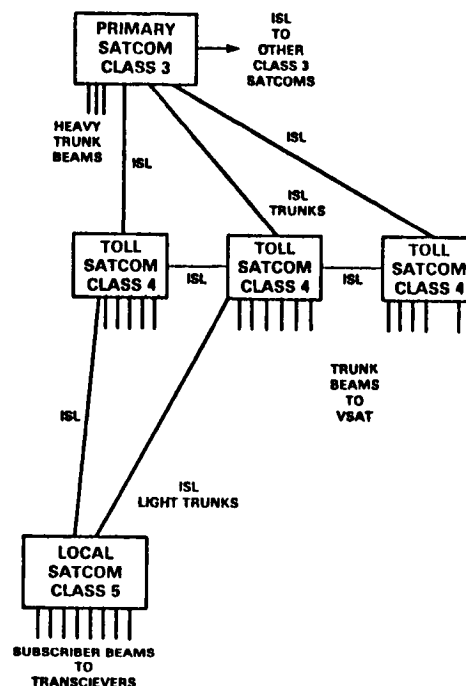 PRIMARY
SATCOM
CLASS 3
ISL
TO
OTHER
CLASS 3
SATCOMS
HEAVY
TRUNK
BEAMS
ISL
ISL
ISL
TRUNKS
TOLL
SATCOM
CLASS 4
ISL
TOLL
SATCOM
CLASS 4
ISL
TOLL
SATCOM
CLASS 4
TRUNK
BEAMS
TO
VSAT
ISL
ISL
LIGHT TRUNKS
LOCAL
SATCOM
CLASS 5
SUBSCRIBER BEAMS
TO
TRANSCIEVERS